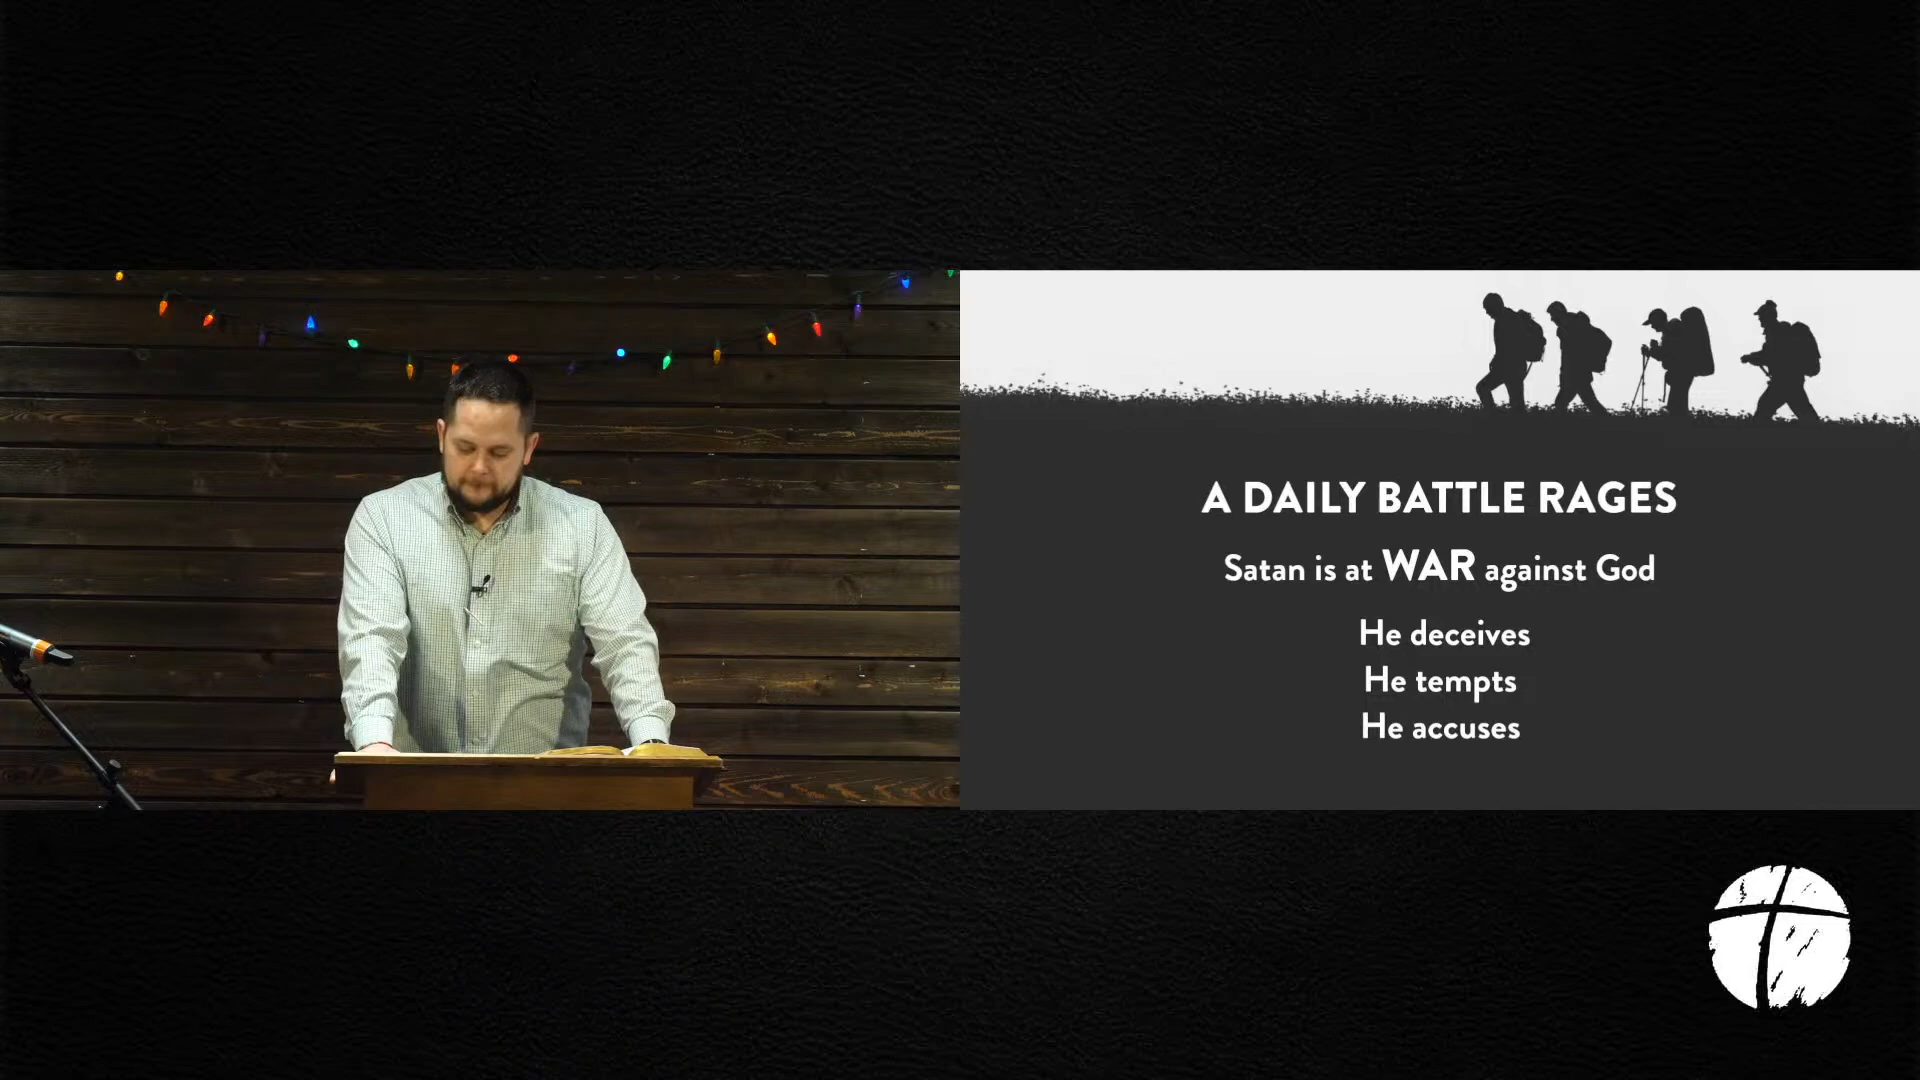 A DAILY BATTLE RAGES
Satan is at WAR against God
He deceives
He tempts
He accuses